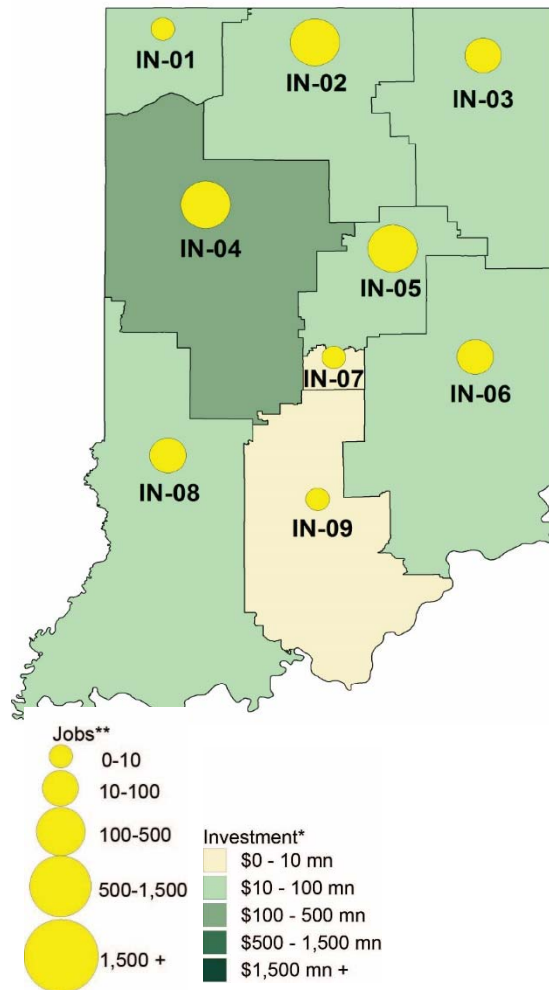 IN-01
IN-02
IN-03
IN-04
IN-05
IN-07
IN-06
IN-08
IN-09
Jobs**
0-10
10-100
100-500
500-1,500
1,500 +
Investment*
$0 - 10 mn
$10 - 100 mn
$100 - 500 mn
$500 - 1,500 mn
$1,500 mn +